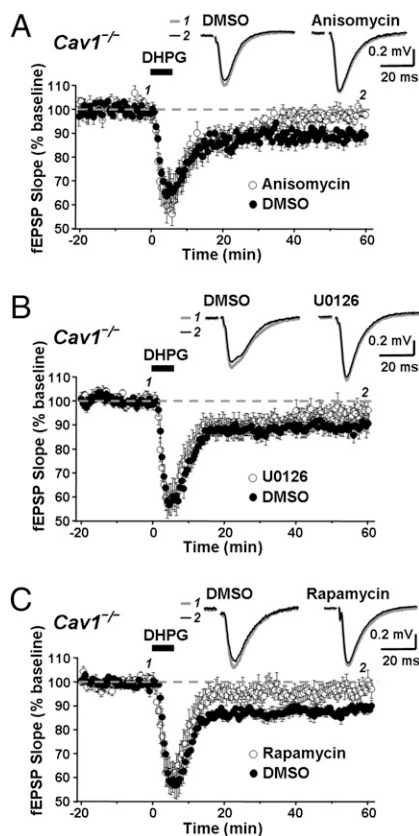 A
DMSO
Anisomycin
Cav1⁻/⁻
1
2
DHPG
0.2 mV
20 ms
1
2
fEPSP Slope (% baseline)
110
100
90
80
70
60
50
Anisomycin
DMSO
-20
0
20
40
60
Time (min)
B
DMSO
U0126
Cav1⁻/⁻
1
2
DHPG
0.2 mV
20 ms
1
2
fEPSP Slope (% baseline)
110
100
90
80
70
60
50
U0126
DMSO
-20
0
20
40
60
Time (min)
C
DMSO
Rapamycin
Cav1⁻/⁻
1
2
DHPG
0.2 mV
20 ms
1
2
fEPSP Slope (% baseline)
110
100
90
80
70
60
50
Rapamycin
DMSO
-20
0
20
40
60
Time (min)